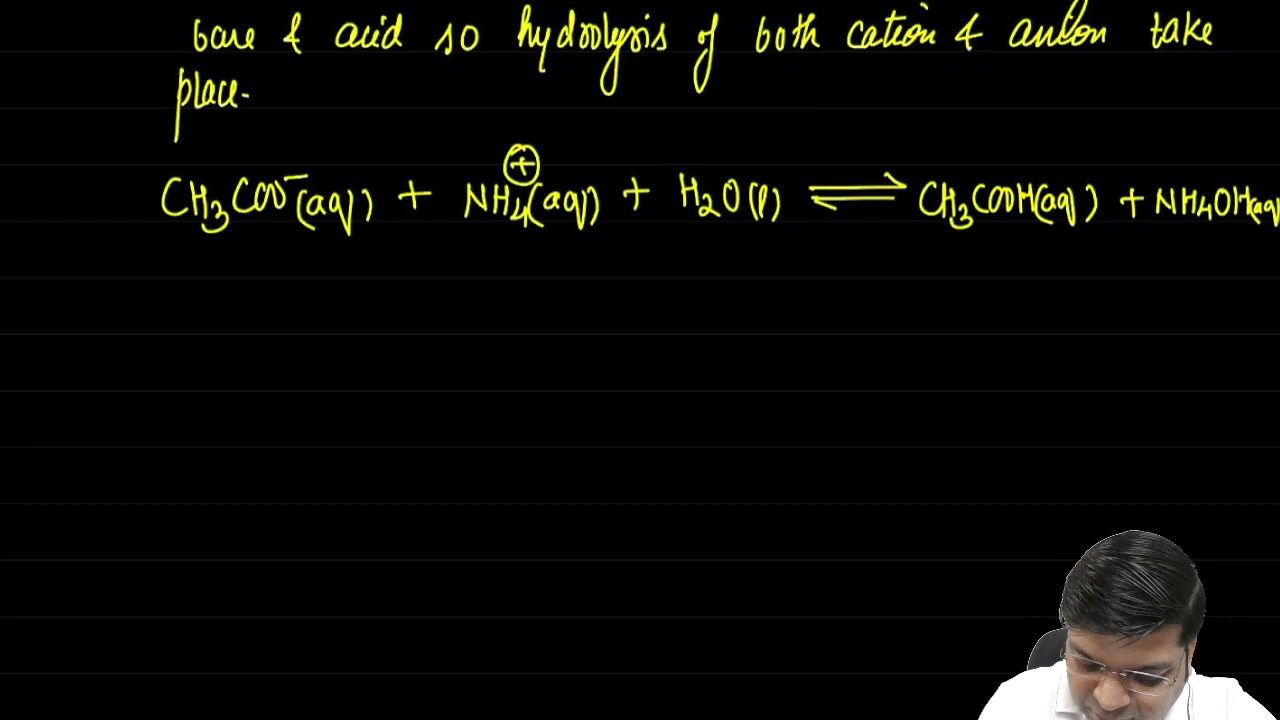 base & acid so hydrolysis of both cation & anion take
place.
CH3COO⁻(aq) + NH4⊕(aq) + H2O(l) ⇌ CH3COOH(aq) + NH4OH(aq